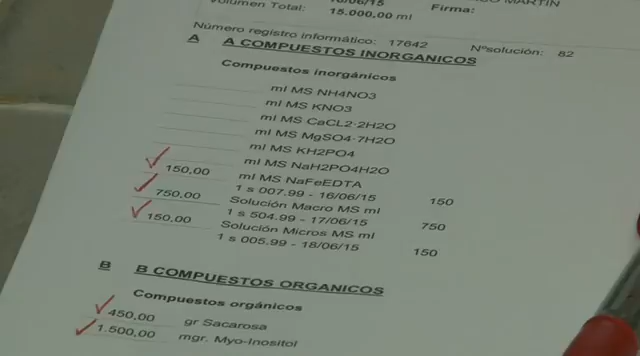 16/06/15 MARTIN
Volumen Total: 15.000,00 ml Firma:
Número registro informático: 17642 Nºsolución: 82
A A COMPUESTOS INORGANICOS
Compuestos inorgánicos
ml MS NH4NO3
ml MS KNO3
ml MS CaCL2·2H2O
ml MS MgSO4·7H2O
ml MS KH2PO4
ml MS NaH2PO4H2O
150,00 ml MS NaFeEDTA
1 s 007.99 - 16/06/15 150
750,00 Solución Macro MS ml
1 s 504.99 - 17/06/15 750
150,00 Solución Micros MS ml
1 s 005.99 - 18/06/15 150
B B COMPUESTOS ORGANICOS
Compuestos orgánicos
450,00 gr Sacarosa
1.500,00 mgr. Myo-Inositol